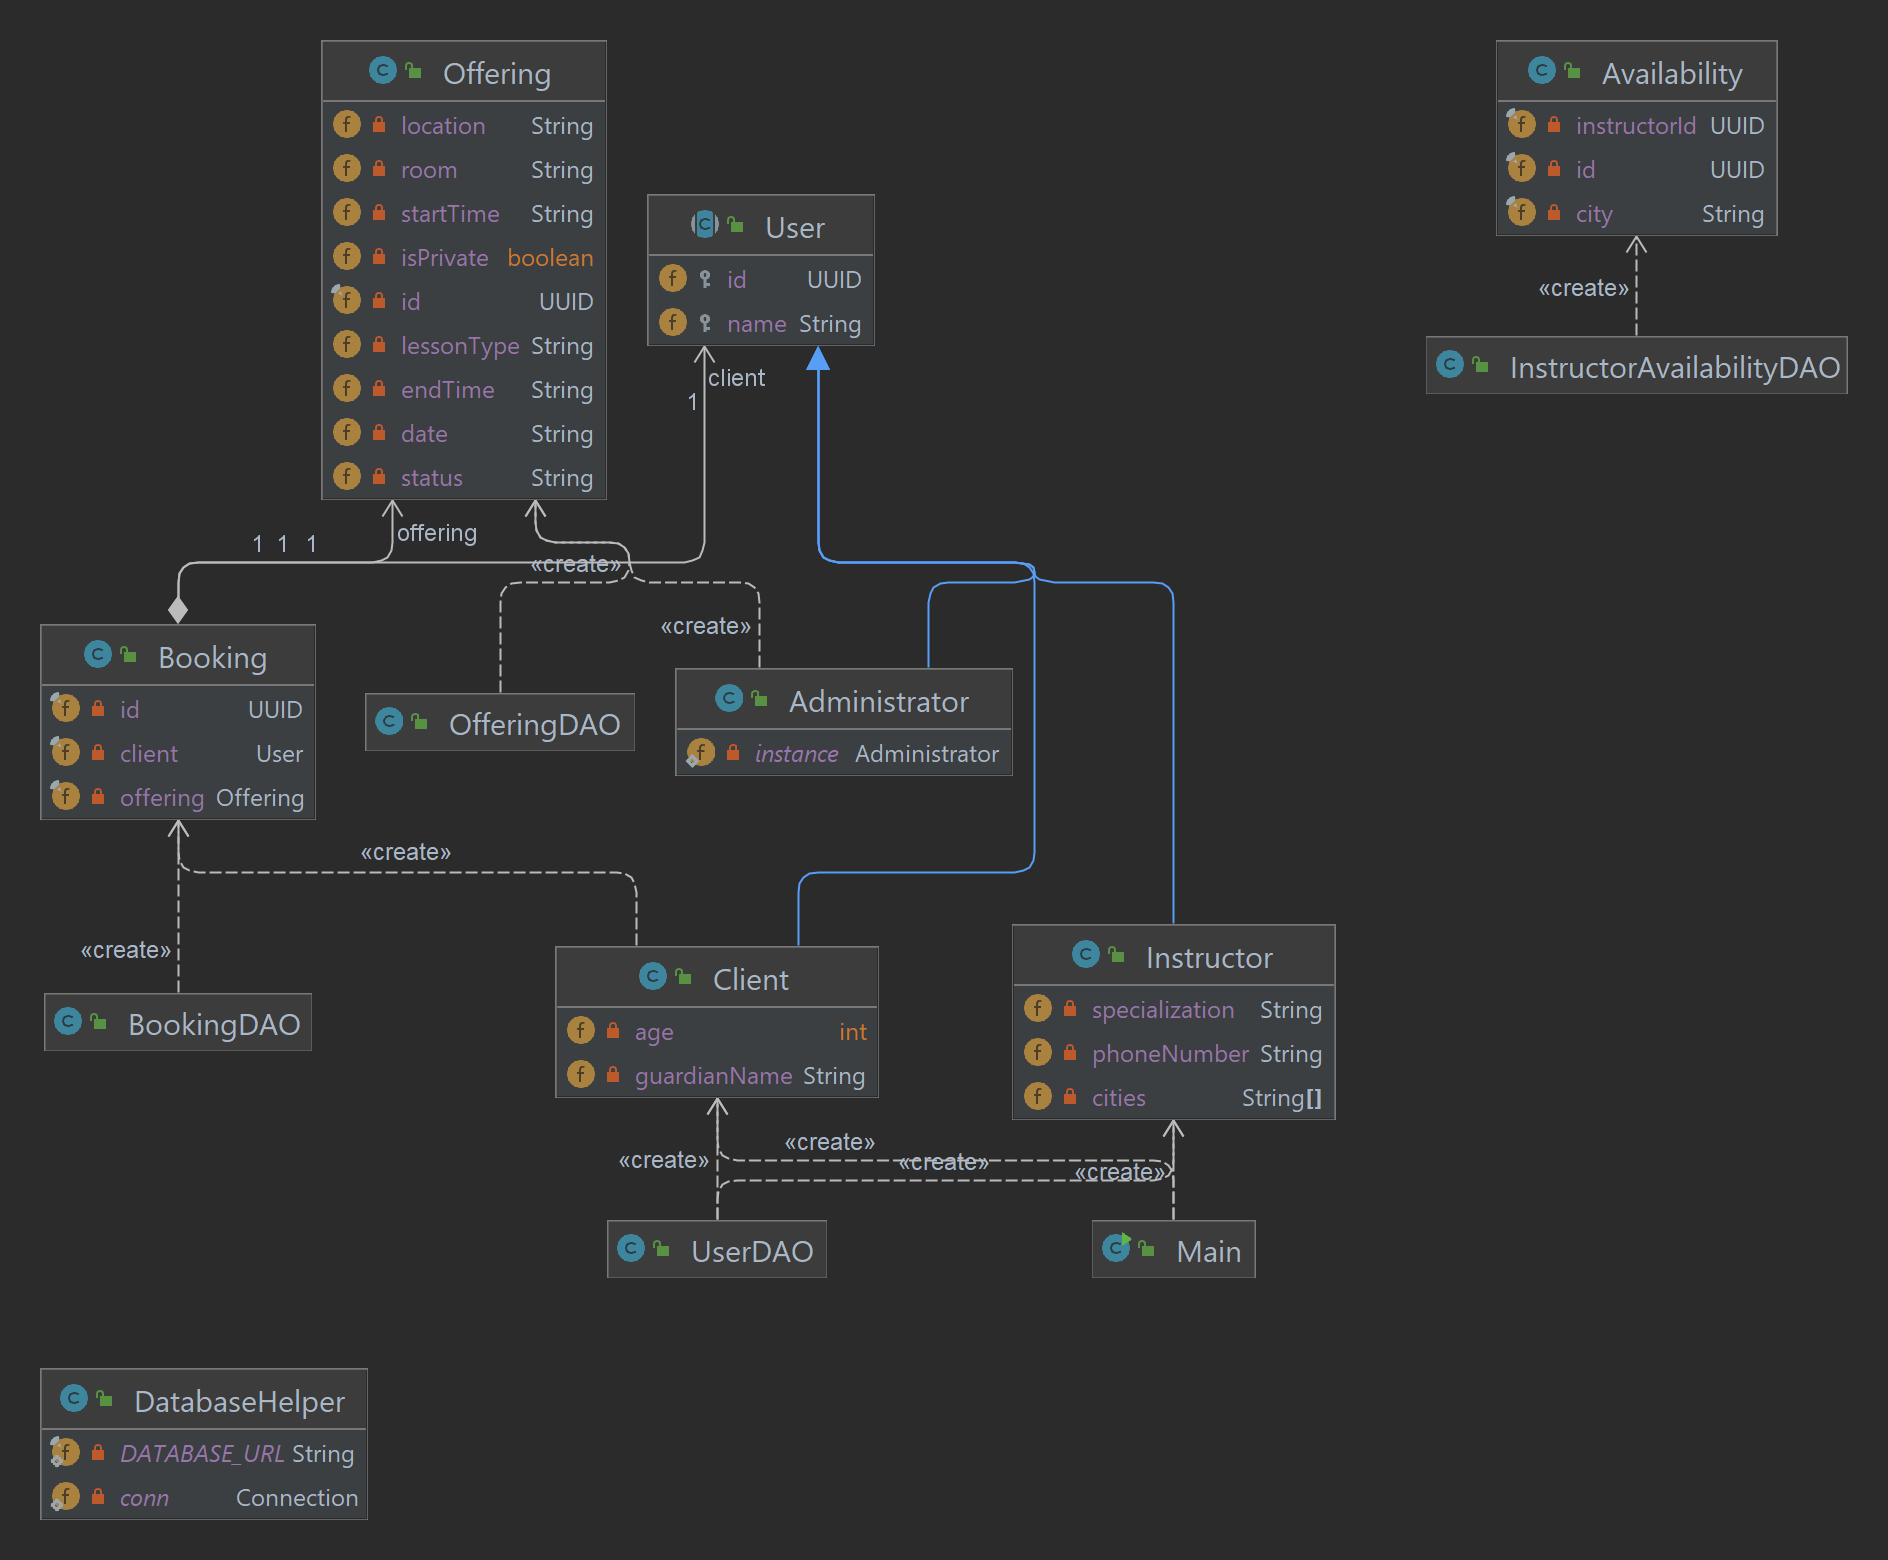 Offering
location String
room String
startTime String
isPrivate boolean
id UUID
lessonType String
endTime String
date String
status String
User
id UUID
name String
Availability
instructorId UUID
id UUID
city String
«create»
InstructorAvailabilityDAO
client
1
offering
1 1 1
«create»
«create»
Booking
id UUID
client User
offering Offering
OfferingDAO
Administrator
instance Administrator
«create»
«create»
BookingDAO
Client
age int
guardianName String
Instructor
specialization String
phoneNumber String
cities String[]
«create»
«create»
«create»
«create»
UserDAO
Main
DatabaseHelper
DATABASE_URL String
conn Connection